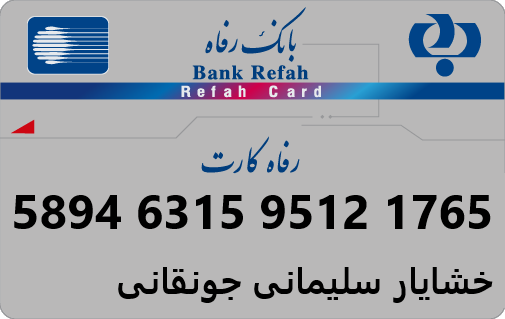 بانک رفاه
Bank Refah
Refah Card
رفاه کارت
5894 6315 9512 1765
خشایار سلیمانی جونقانی